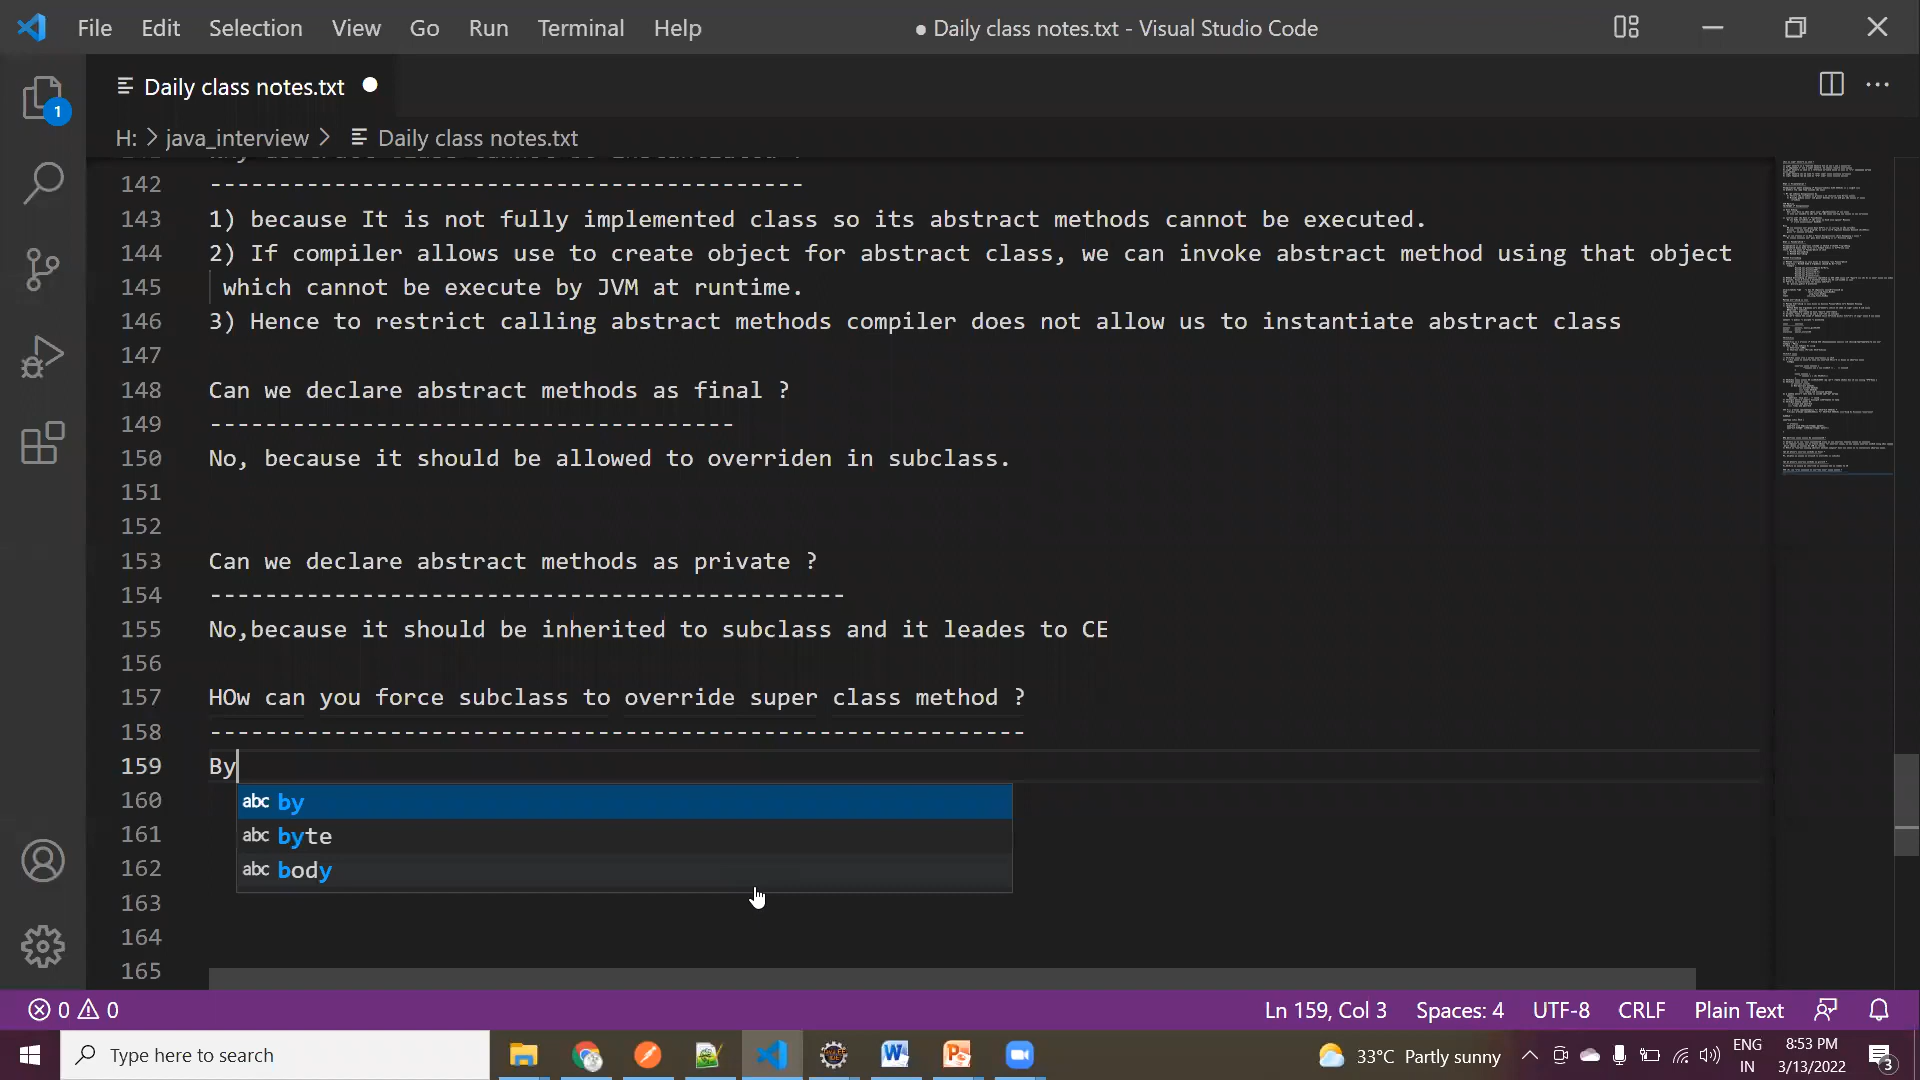 File Edit Selection View Go Run Terminal Help
● Daily class notes.txt - Visual Studio Code
Daily class notes.txt ●
1
H: > java_interview > Daily class notes.txt
142 -------------------------------------------
143 1) because It is not fully implemented class so its abstract methods cannot be executed.
144 2) If compiler allows use to create object for abstract class, we can invoke abstract method using that object
145 which cannot be execute by JVM at runtime.
146 3) Hence to restrict calling abstract methods compiler does not allow us to instantiate abstract class
147
148 Can we declare abstract methods as final ?
149 --------------------------------------
150 No, because it should be allowed to overriden in subclass.
151
152
153 Can we declare abstract methods as private ?
154 ----------------------------------------------
155 No,because it should be inherited to subclass and it leades to CE
156
157 HOw can you force subclass to override super class method ?
158 -----------------------------------------------------------
159 By
160
abc by
161
abc byte
162
abc body
163
164
165
0 0
Ln 159, Col 3 Spaces: 4 UTF-8 CRLF Plain Text
Type here to search
33°C Partly sunny
ENG
IN
8:53 PM
3/13/2022
3